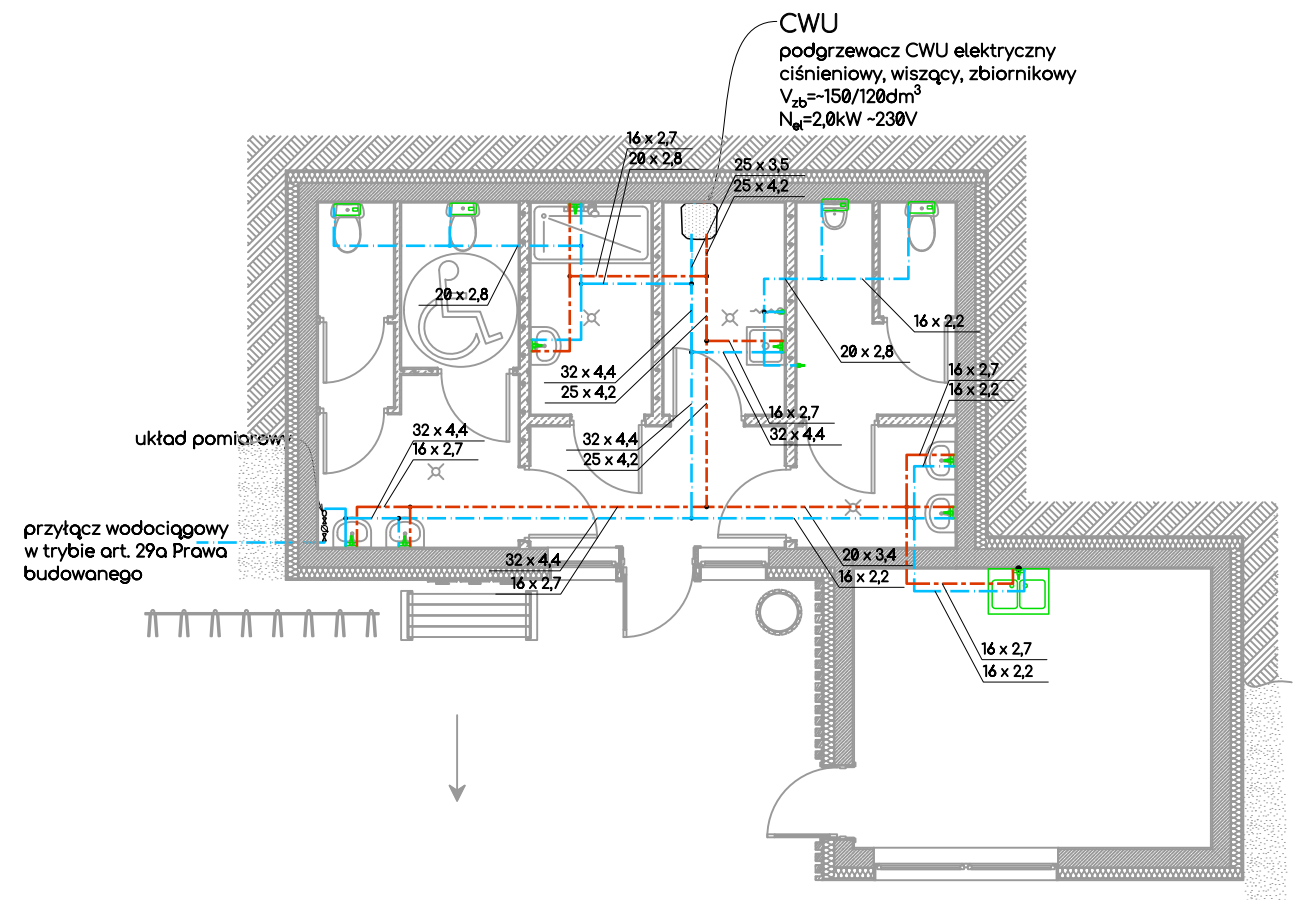 CWU
podgrzewacz CWU elektryczny
ciśnieniowy, wiszący, zbiornikowy
Vzb=~150/120dm³
Nel=2,0kW ~230V
16 x 2,7
20 x 2,8
25 x 3,5
25 x 4,2
20 x 2,8
16 x 2,2
20 x 2,8
32 x 4,4
25 x 4,2
16 x 2,7
16 x 2,2
16 x 2,7
32 x 4,4
32 x 4,4
16 x 2,7
32 x 4,4
25 x 4,2
układ pomiarowy
przyłącz wodociągowy
w trybie art. 29a Prawa
budowanego
32 x 4,4
16 x 2,7
20 x 3,4
16 x 2,2
16 x 2,7
16 x 2,2